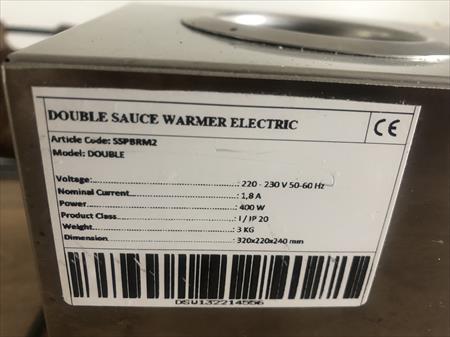 DOUBLE SAUCE WARMER ELECTRIC
CE
Article Code: SSPBRM2
Model: DOUBLE
Voltage:..........: 220 - 230 V 50-60 Hz
Nominal Current:..........: 1,8 A
Power:..........: 400 W
Product Class:..........: I / IP 20
Weight:..........: 3 KG
Dimension:..........: 320x220x240 mm
DSW132214556